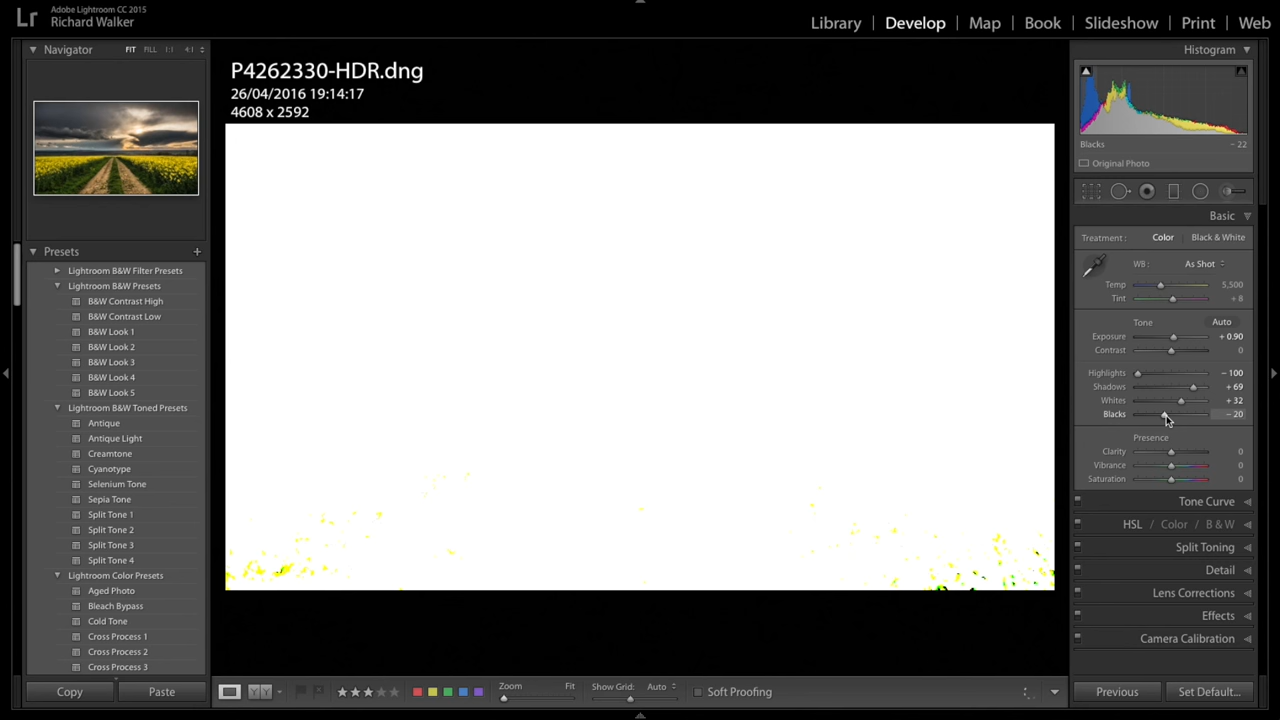 Lr
Adobe Lightroom CC 2015
Richard Walker
Library | Develop | Map | Book | Slideshow | Print | Web
Navigator FIT FILL 1:1 4:1
Presets +
Lightroom B&W Filter Presets
Lightroom B&W Presets
B&W Contrast High
B&W Contrast Low
B&W Look 1
B&W Look 2
B&W Look 3
B&W Look 4
B&W Look 5
Lightroom B&W Toned Presets
Antique
Antique Light
Creamtone
Cyanotype
Selenium Tone
Sepia Tone
Split Tone 1
Split Tone 2
Split Tone 3
Split Tone 4
Lightroom Color Presets
Aged Photo
Bleach Bypass
Cold Tone
Cross Process 1
Cross Process 2
Cross Process 3
Copy Paste
P4262330-HDR.dng
26/04/2016 19:14:17
4608 x 2592
YY Zoom Fit Show Grid: Auto Soft Proofing
Histogram
Blacks - 22
Original Photo
Basic
Treatment : Color Black & White
WB : As Shot
Temp 5,500
Tint + 8
Tone Auto
Exposure + 0.90
Contrast 0
Highlights - 100
Shadows + 69
Whites + 32
Blacks - 20
Presence
Clarity 0
Vibrance 0
Saturation 0
Tone Curve
HSL / Color / B & W
Split Toning
Detail
Lens Corrections
Effects
Camera Calibration
Previous Set Default...